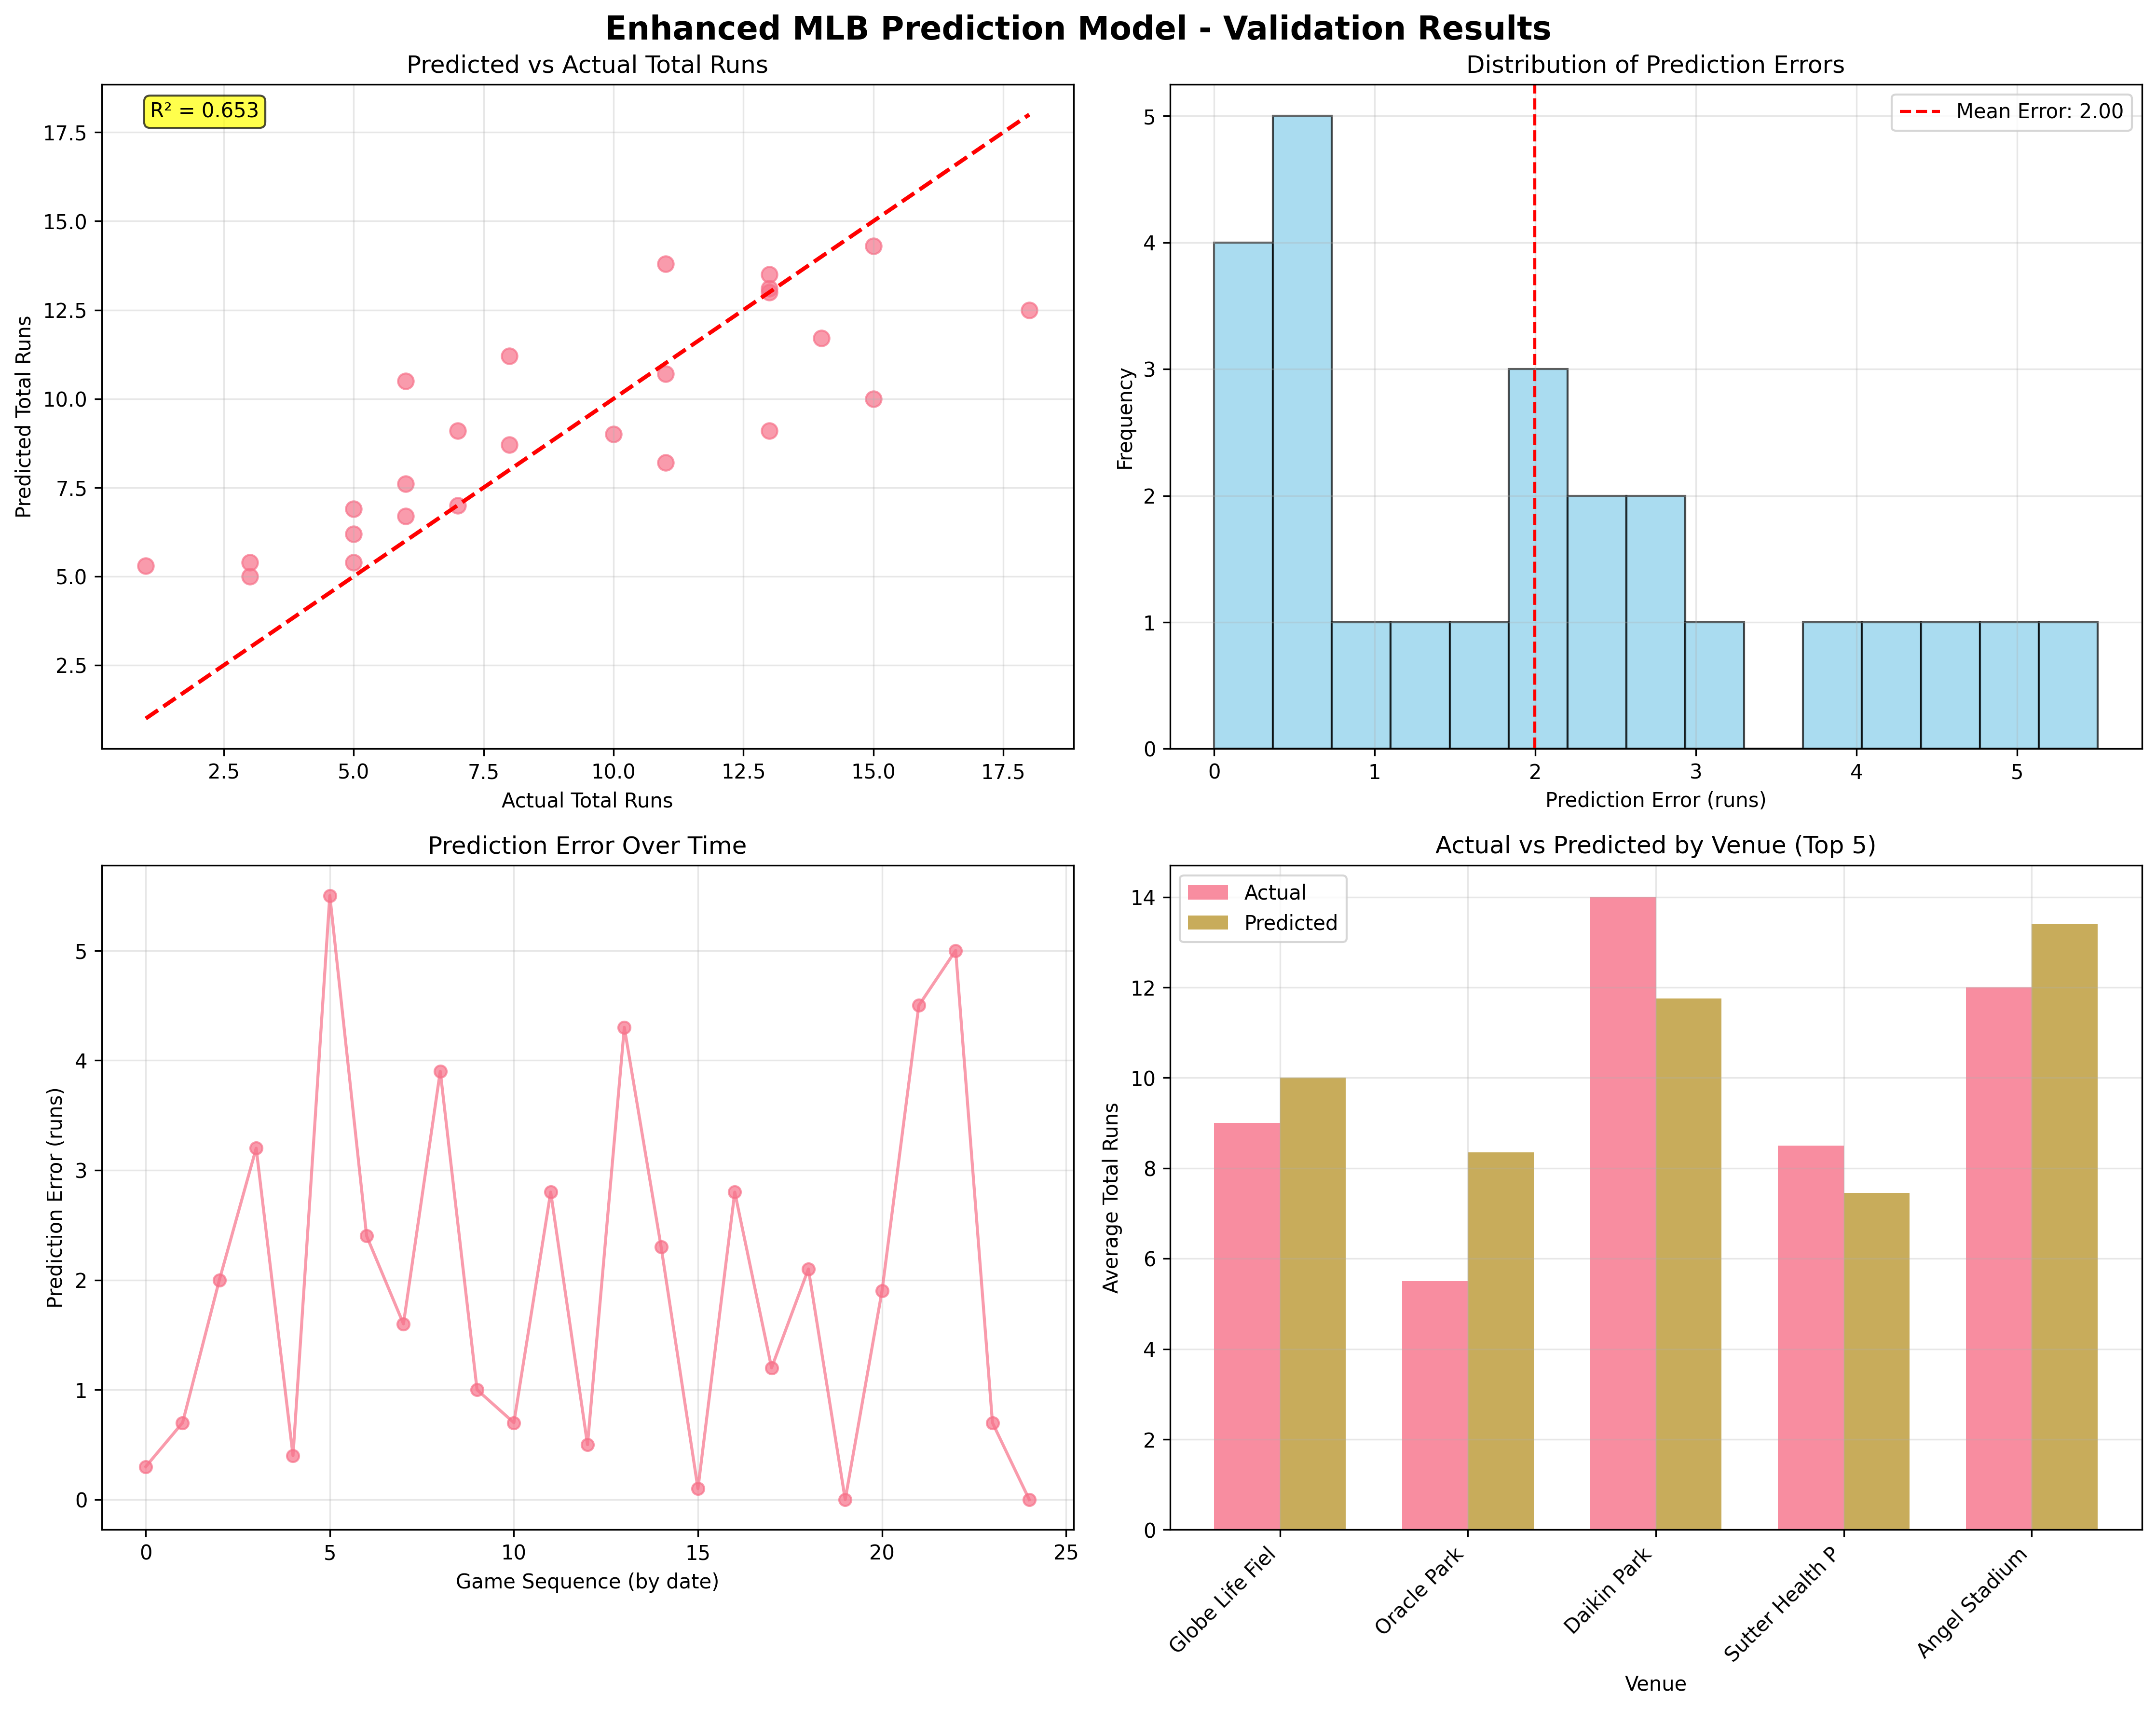 Enhanced MLB Prediction Model - Validation Results
Predicted vs Actual Total Runs
R² = 0.653
17.5
15.0
12.5
10.0
7.5
5.0
2.5
Predicted Total Runs
2.5 5.0 7.5 10.0 12.5 15.0 17.5
Actual Total Runs
Distribution of Prediction Errors
Mean Error: 2.00
5
4
3
2
1
0
Frequency
0 1 2 3 4 5
Prediction Error (runs)
Prediction Error Over Time
5
4
3
2
1
0
Prediction Error (runs)
0 5 10 15 20 25
Game Sequence (by date)
Actual vs Predicted by Venue (Top 5)
Actual
Predicted
14
12
10
8
6
4
2
0
Average Total Runs
Globe Life Fiel
Oracle Park
Daikin Park
Sutter Health P
Angel Stadium
Venue